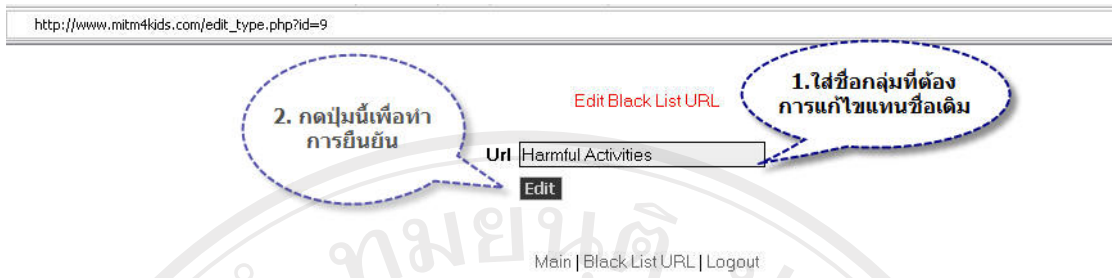 http://www.mitm4kids.com/edit_type.php?id=9
Edit Black List URL
1.ใส่ชื่อกลุ่มที่ต้อง
การแก้ไขแทนชื่อเดิม
2. กดปุ่มนี้เพื่อทำ
การยืนยัน
Url Harmful Activities
Edit
Main | Black List URL | Logout